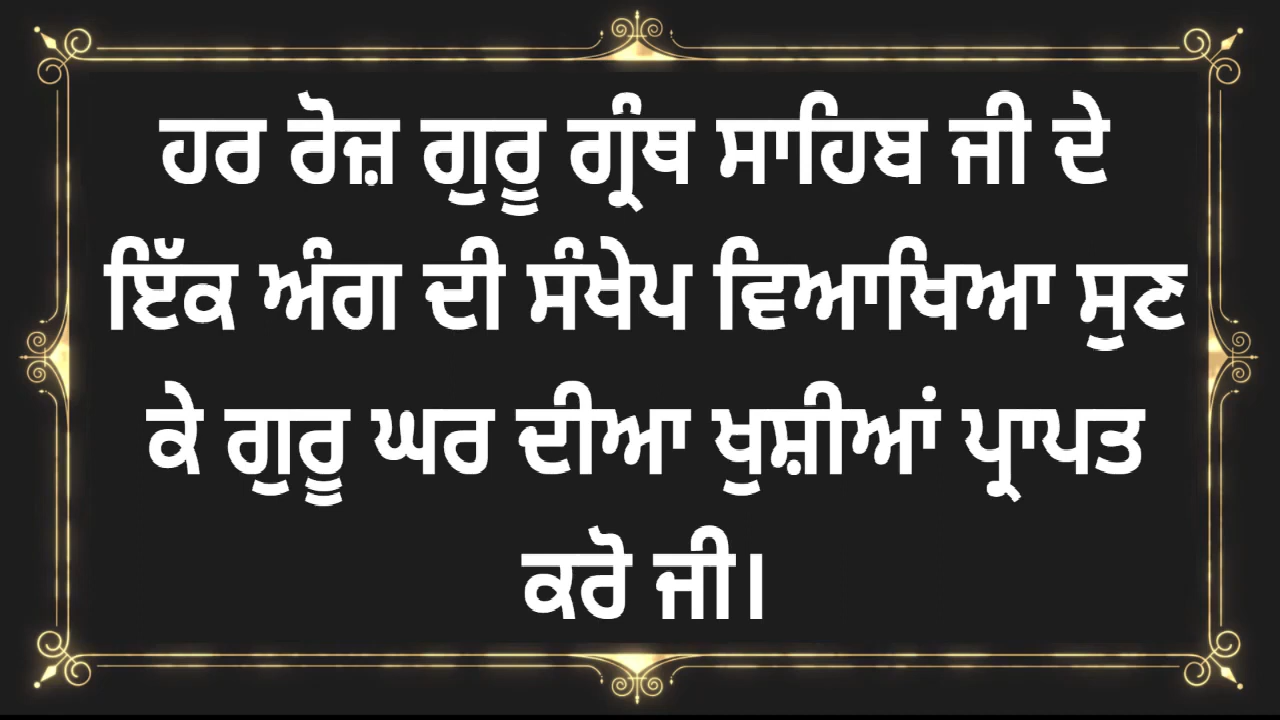 ਹਰ ਰੋਜ਼ ਗੁਰੂ ਗ੍ਰੰਥ ਸਾਹਿਬ ਜੀ ਦੇ
ਇੱਕ ਅੰਗ ਦੀ ਸੰਖੇਪ ਵਿਆਖਿਆ ਸੁਣ
ਕੇ ਗੁਰੂ ਘਰ ਦੀਆ ਖੁਸ਼ੀਆਂ ਪ੍ਰਾਪਤ
ਕਰੋ ਜੀ।